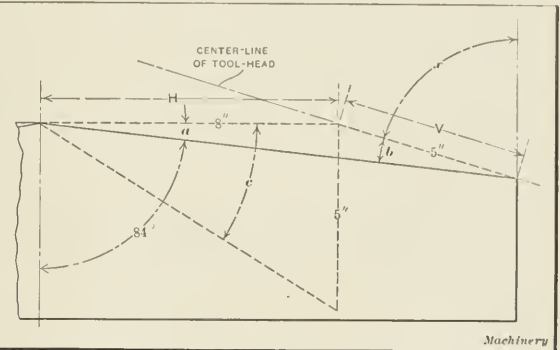 CENTER-LINE
OF TOOL-HEAD
H
8"
a
x
V
b
5"
c
5"
84°
Machinery